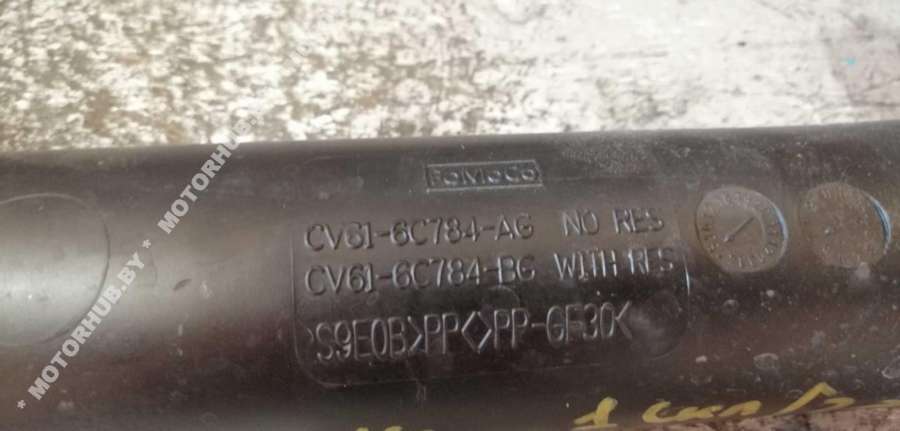 FoMoCo
CV61-6C784-AG NO RES
CV61-6C784-BG WITH RES
>S9E0B>PP<>PP-GF30<
* MOTORHUB.BY * MOTORHUB.BY *